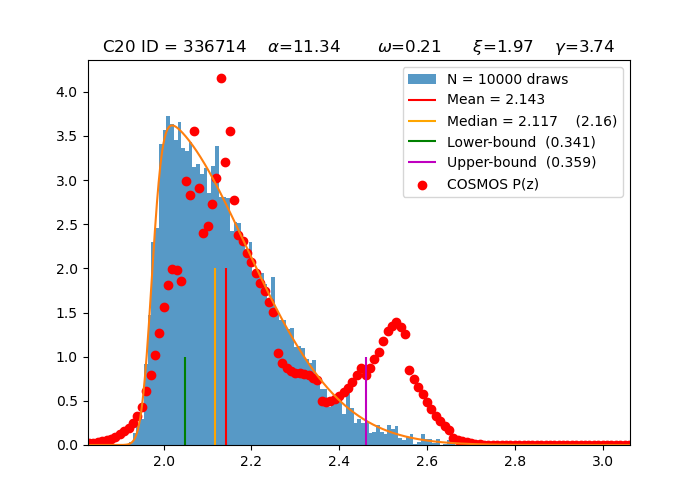 C20 ID = 336714    α=11.34    ω=0.21    ξ=1.97    γ=3.74
N = 10000 draws
Mean = 2.143
Median = 2.117    (2.16)
Lower-bound  (0.341)
Upper-bound  (0.359)
COSMOS P(z)
4.0
3.5
3.0
2.5
2.0
1.5
1.0
0.5
0.0
2.0 2.2 2.4 2.6 2.8 3.0